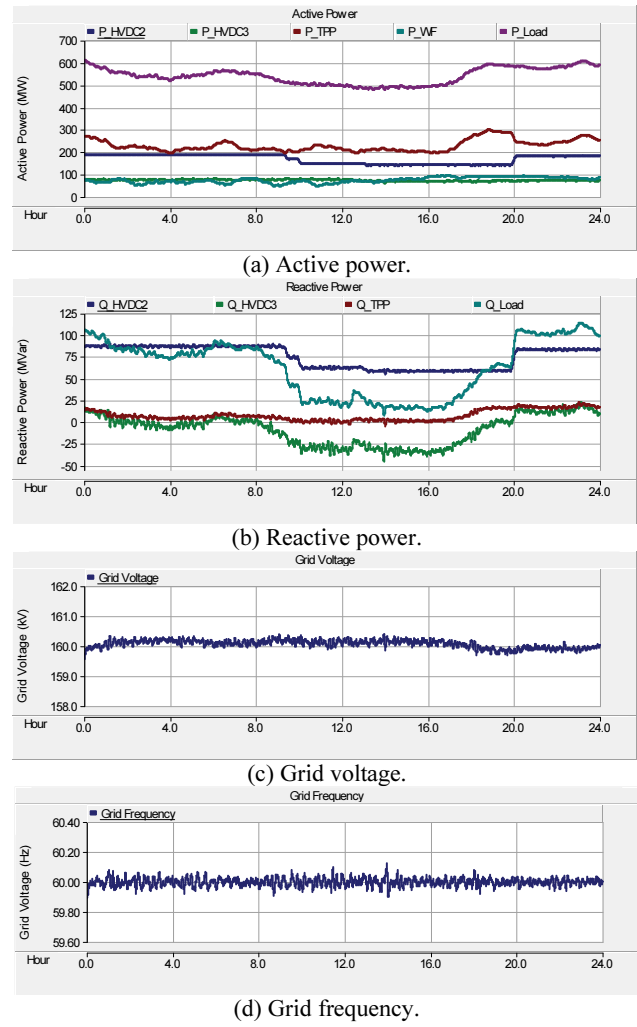 Active Power
P_HVDC2 P_HVDC3 P_TPP P_WF P_Load
Active Power (MW)
700
600
500
400
300
200
100
0
0.0 4.0 8.0 12.0 16.0 20.0 24.0
Hour
(a) Active power.
Reactive Power
Q_HVDC2 Q_HVDC3 Q_TPP Q_Load
Reactive Power (MVar)
125
100
75
50
25
0
-25
-50
0.0 4.0 8.0 12.0 16.0 20.0 24.0
Hour
(b) Reactive power.
Grid Voltage
Grid Voltage
Grid Voltage (kV)
162.0
161.0
160.0
159.0
158.0
0.0 4.0 8.0 12.0 16.0 20.0 24.0
Hour
(c) Grid voltage.
Grid Frequency
Grid Frequency
Grid Voltage (Hz)
60.40
60.20
60.00
59.80
59.60
0.0 4.0 8.0 12.0 16.0 20.0 24.0
Hour
(d) Grid frequency.